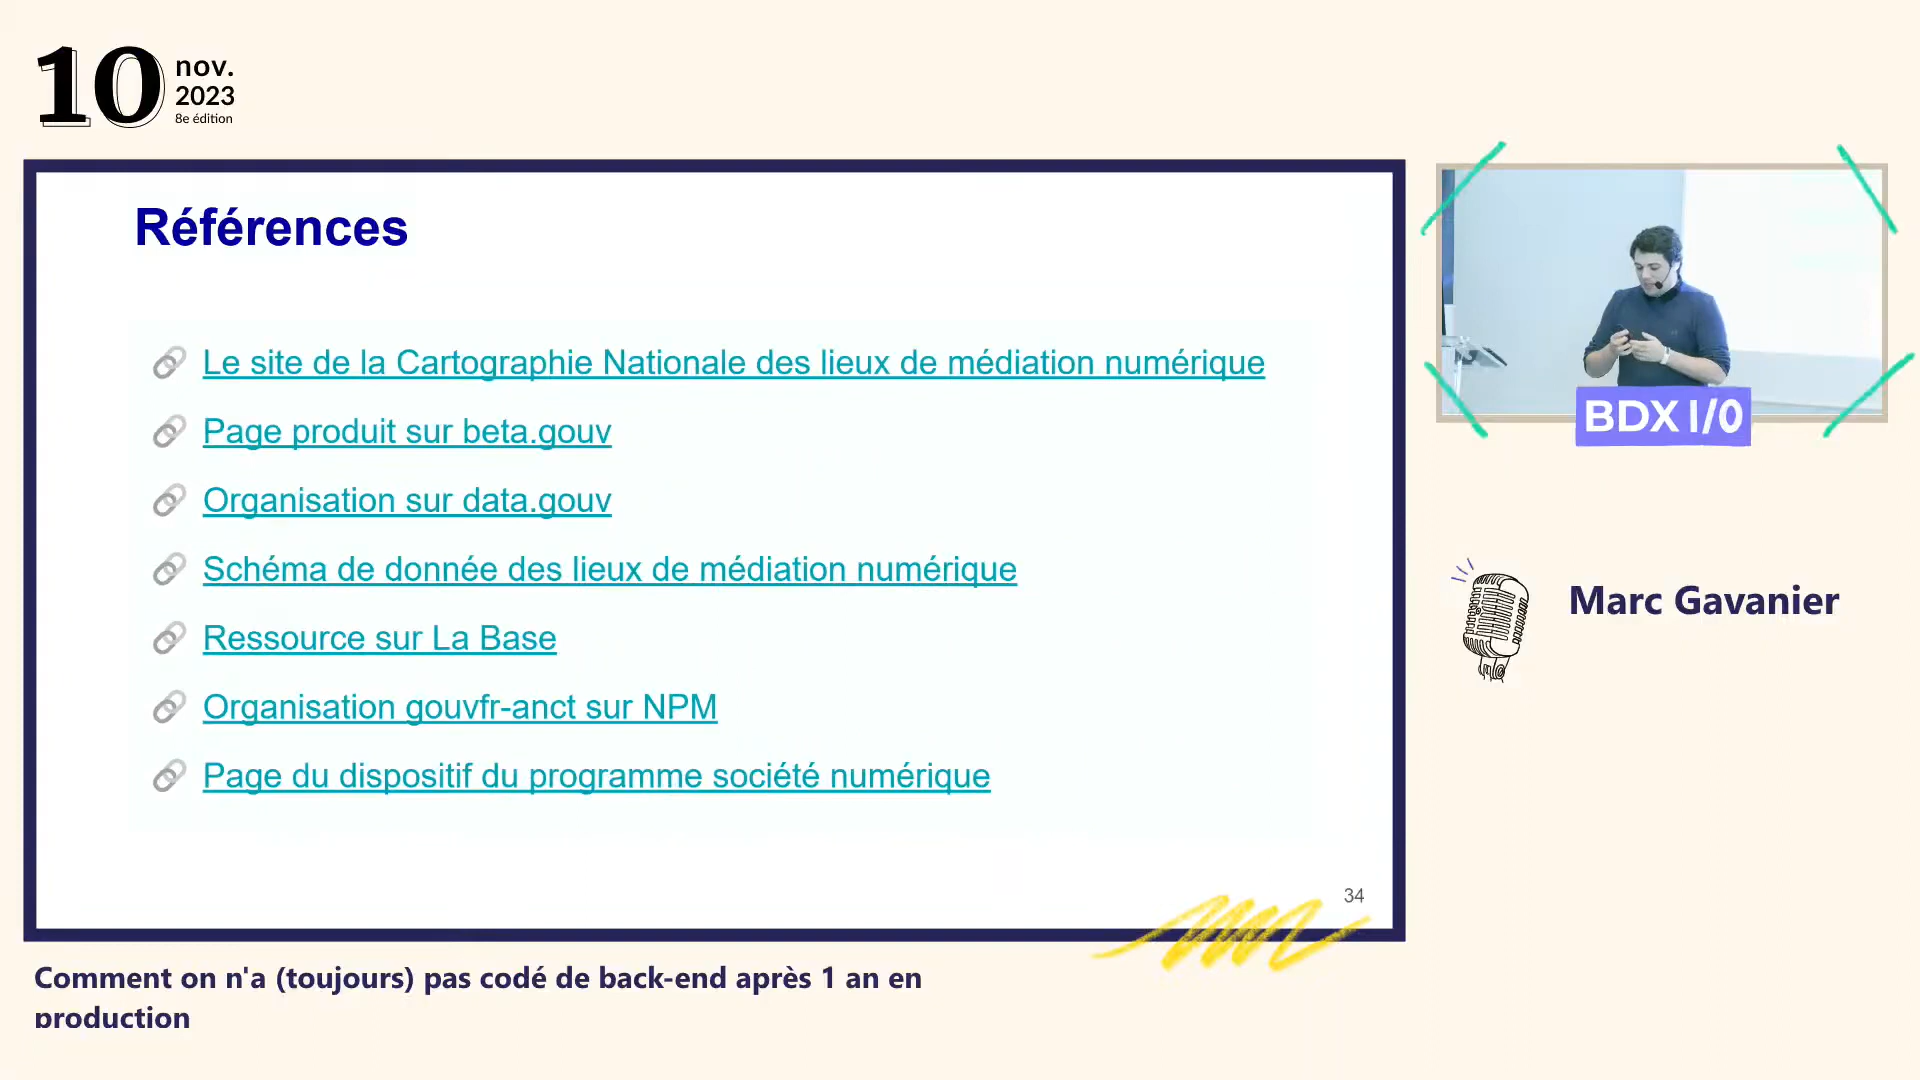 10
nov.
2023
8e édition
Références
Le site de la Cartographie Nationale des lieux de médiation numérique
Page produit sur beta.gouv
Organisation sur data.gouv
Schéma de donnée des lieux de médiation numérique
Ressource sur La Base
Organisation gouvfr-anct sur NPM
Page du dispositif du programme société numérique
34
BDX I/O
Marc Gavanier
Comment on n'a (toujours) pas codé de back-end après 1 an en
production